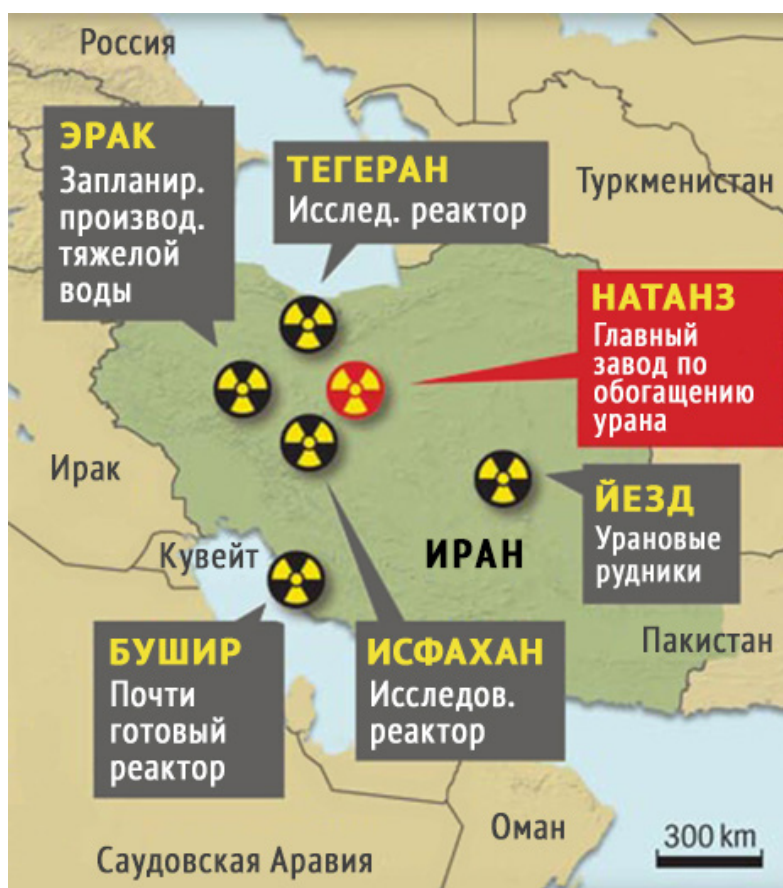 Россия
ЭРАК
Запланир.
производ.
тяжелой
воды
ТЕГЕРАН
Исслед. реактор
Туркменистан
НАТАНЗ
Главный
завод по
обогащению
урана
Ирак
ЙЕЗД
Урановые
рудники
Кувейт
ИРАН
БУШИР
Почти
готовый
реактор
ИСФАХАН
Исследов.
реактор
Пакистан
Оман
300 km
Саудовская Аравия